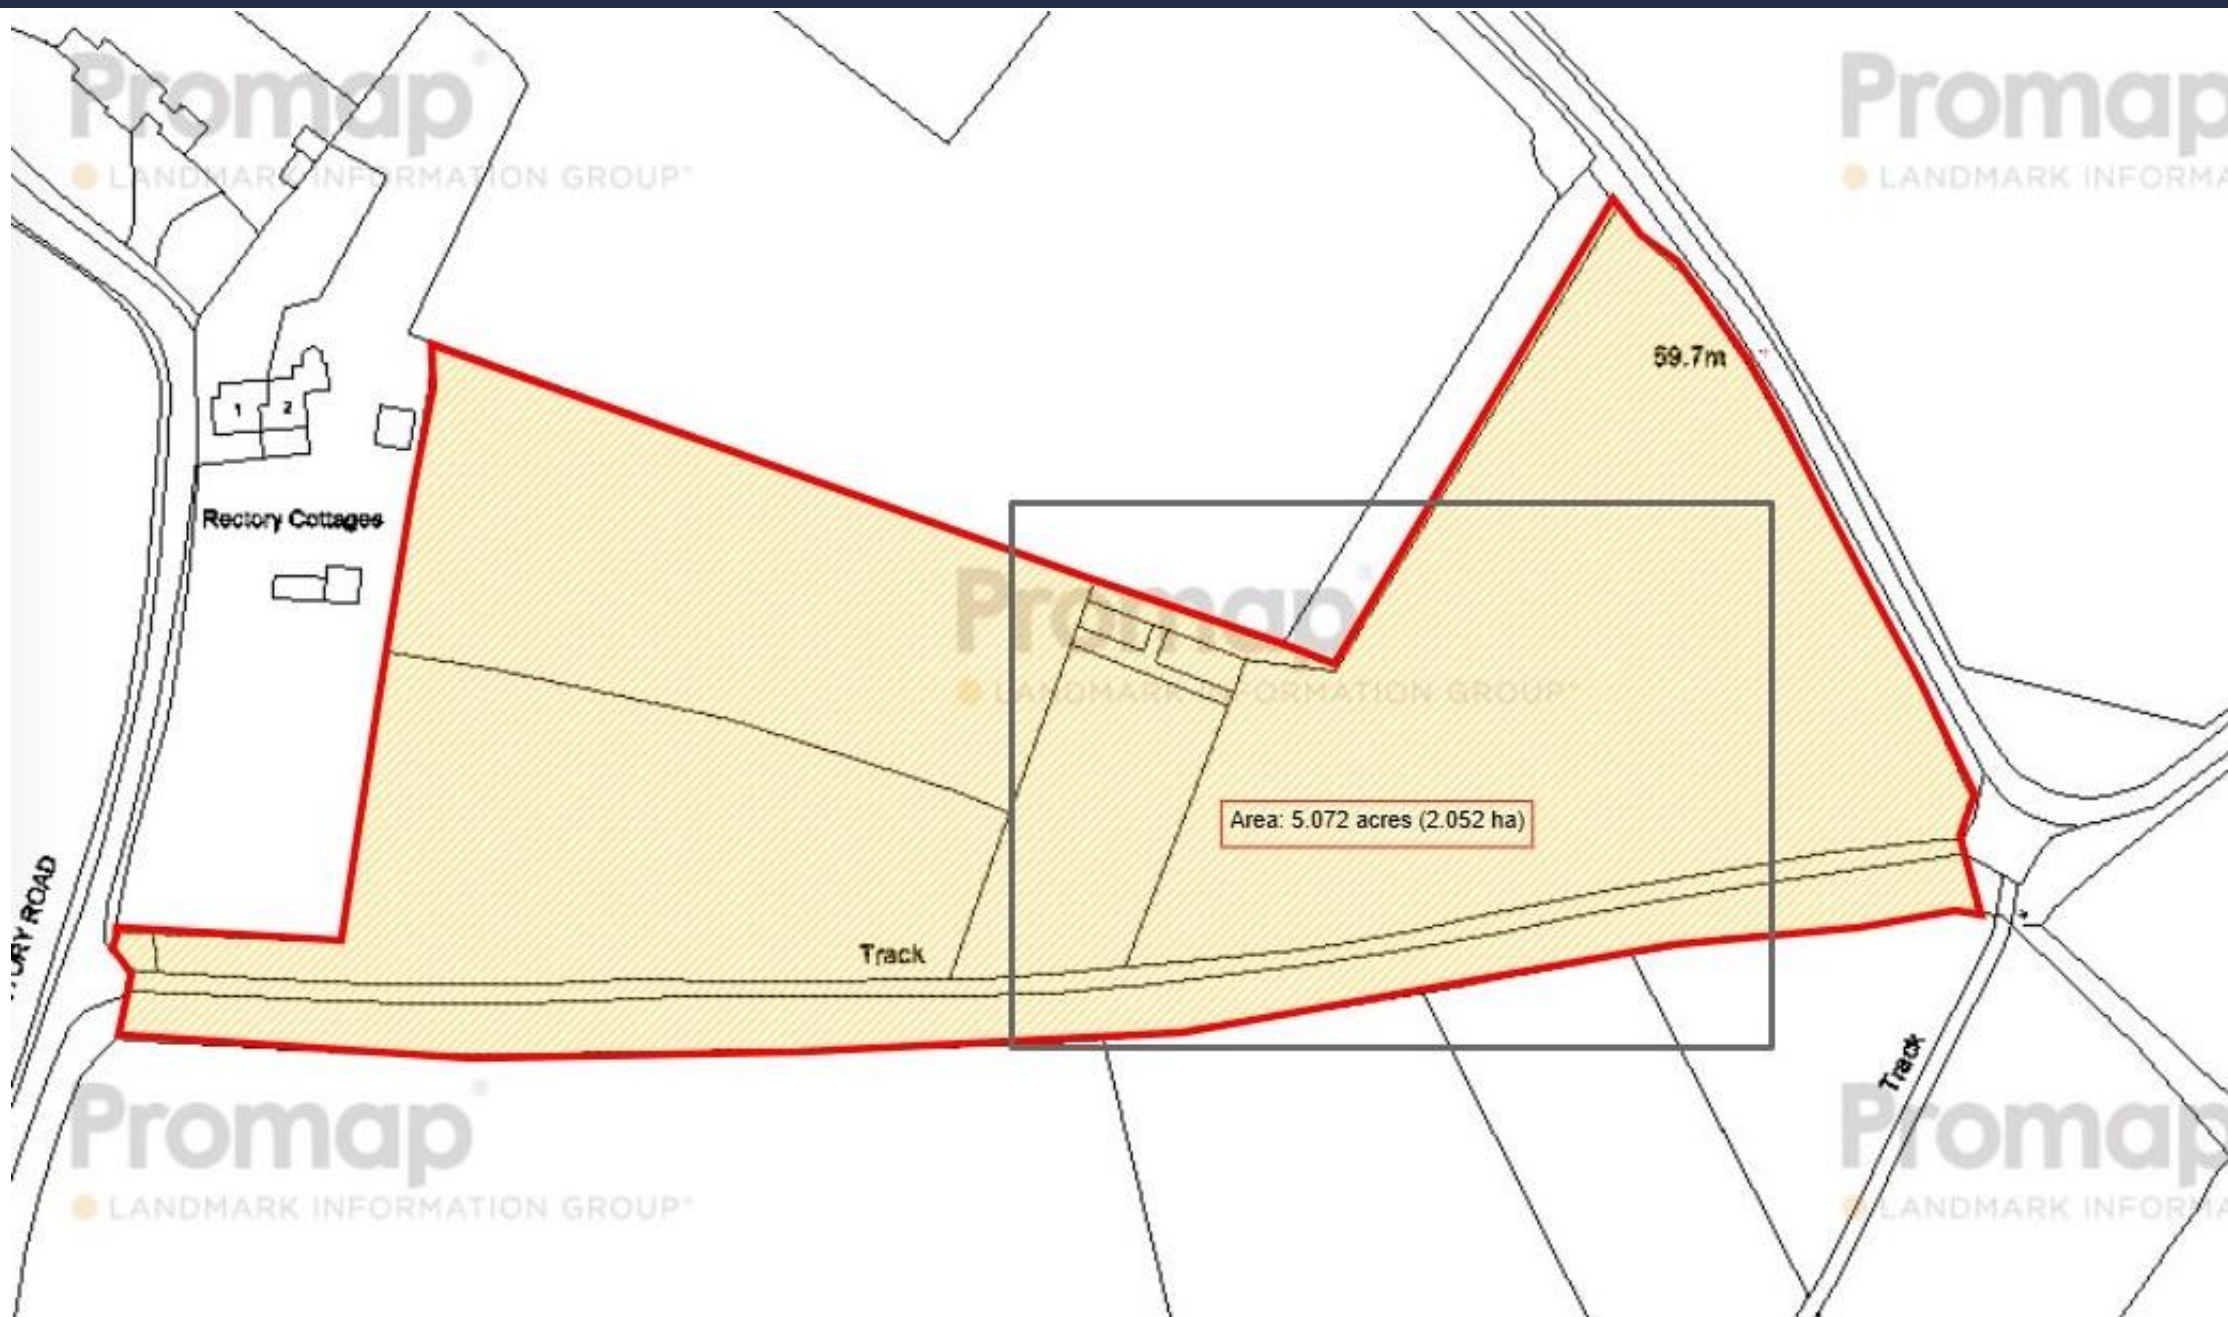 Promap
LANDMARK INFORMATION GROUP
Promap
LANDMARK INFORMA
59.7m
1
2
Rectory Cottages
Promap
LANDMARK INFORMATION GROUP
Area: 5.072 acres (2.052 ha)
ROAD
Track
Track
Promap
LANDMARK INFORMATION GROUP
Promap
LANDMARK INFORMA